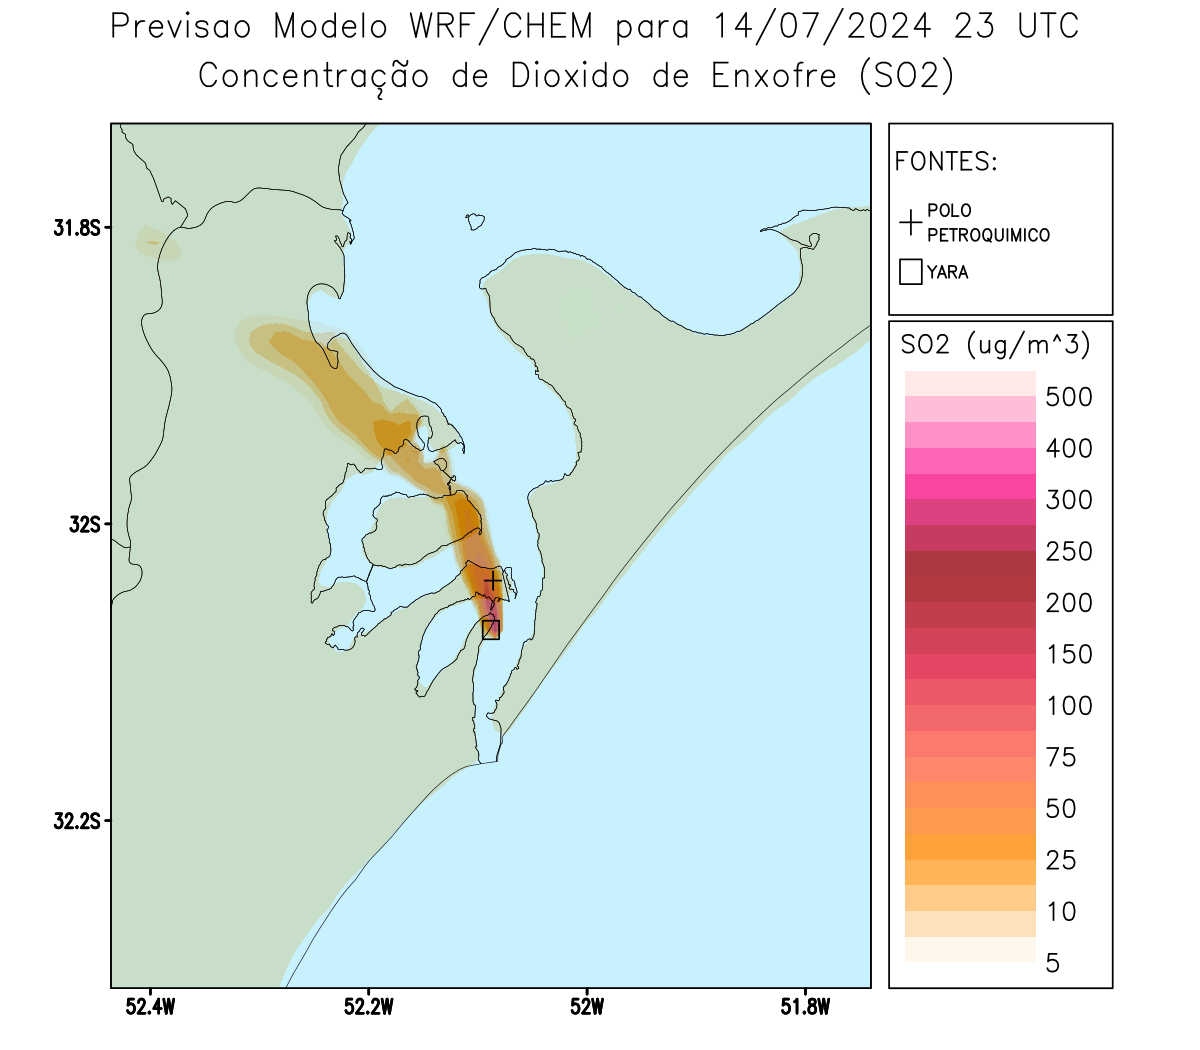 Previsao Modelo WRF/CHEM para 14/07/2024 23 UTC
Concentração de Dioxido de Enxofre (SO2)
FONTES:
POLO
PETROQUIMICO
YARA
SO2 (ug/m^3)
500
400
300
250
200
150
100
75
50
25
10
5
31.8S
32S
32.2S
52.4W
52.2W
52W
51.8W